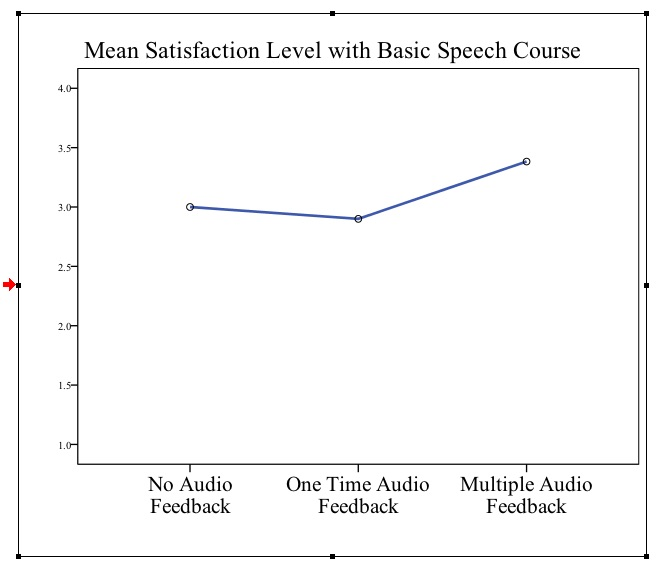 Mean Satisfaction Level with Basic Speech Course
4.0
3.5
3.0
2.5
2.0
1.5
1.0
No Audio Feedback
One Time Audio Feedback
Multiple Audio Feedback